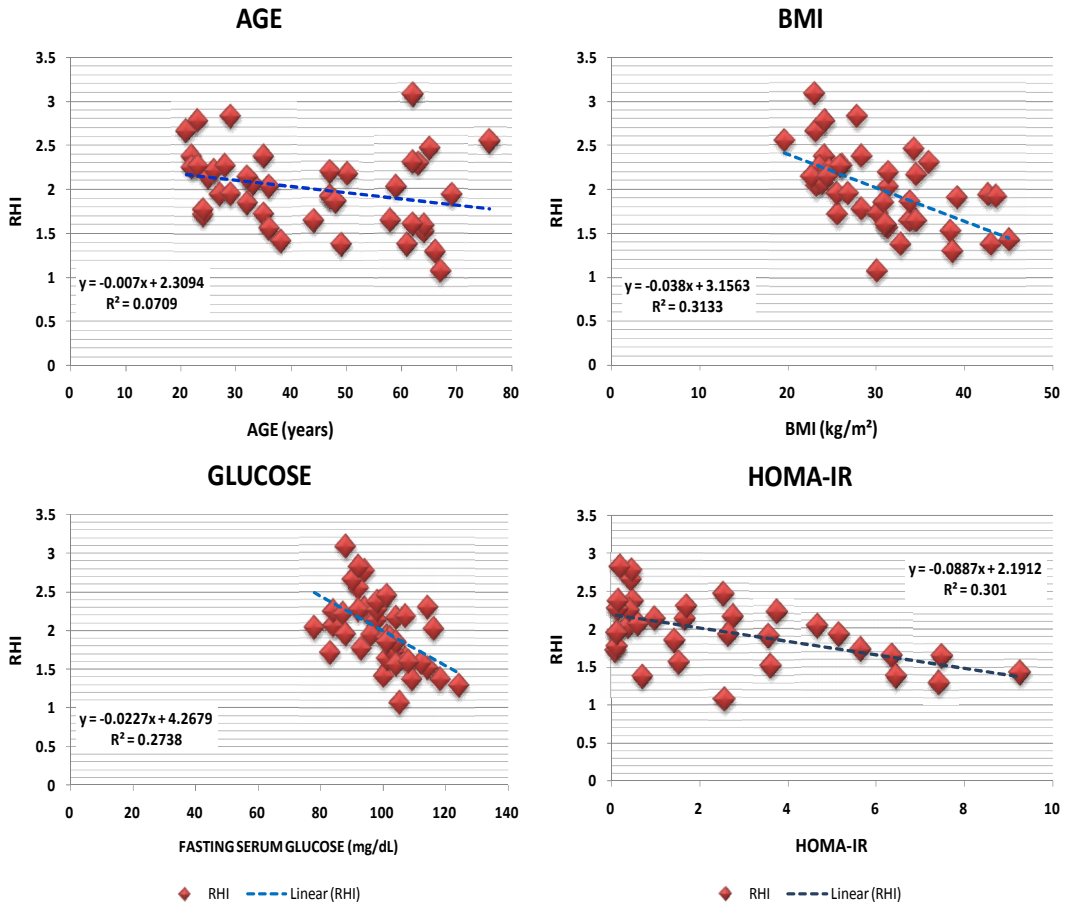 AGE
3.5
3
2.5
2
1.5
1
0.5
0
RHI
y = -0.007x + 2.3094
R² = 0.0709
0 10 20 30 40 50 60 70 80
AGE (years)
BMI
3.5
3
2.5
2
1.5
1
0.5
0
RHI
y = -0.038x + 3.1563
R² = 0.3133
0 10 20 30 40 50
BMI (kg/m²)
GLUCOSE
3.5
3
2.5
2
1.5
1
0.5
0
RHI
y = -0.0227x + 4.2679
R² = 0.2738
0 20 40 60 80 100 120 140
FASTING SERUM GLUCOSE (mg/dL)
RHI Linear (RHI)
HOMA-IR
3.5
3
2.5
2
1.5
1
0.5
0
RHI
y = -0.0887x + 2.1912
R² = 0.301
0 2 4 6 8 10
HOMA-IR
RHI Linear (RHI)